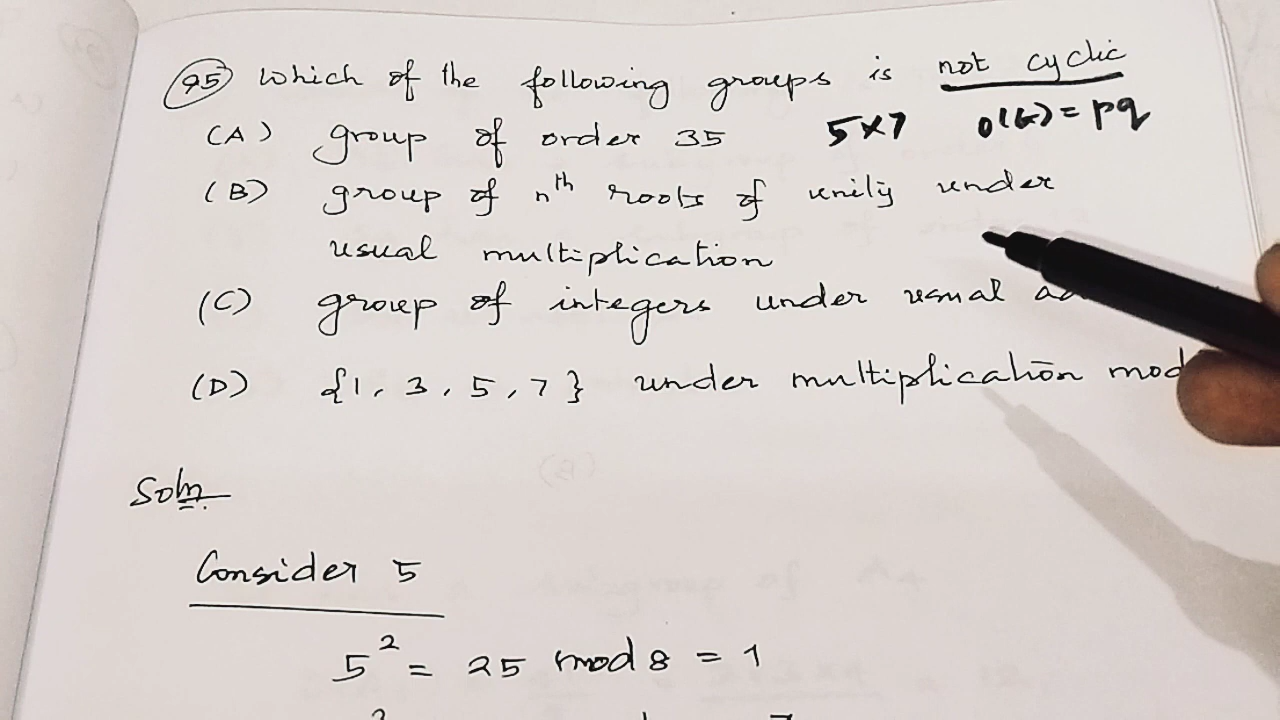 95 Which of the following groups is not cyclic
(A) group of order 35 5x7 o(G) = pq
(B) group of nth roots of unity under
usual multiplication
(C) group of integers under usual
(D) {1, 3, 5, 7} under multiplication mod
Soln.
Consider 5
5² = 25 mod 8 = 1